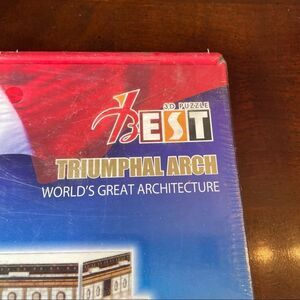 3D PUZZLE
BEST
TRIUMPHAL ARCH
WORLD'S GREAT ARCHITECTURE